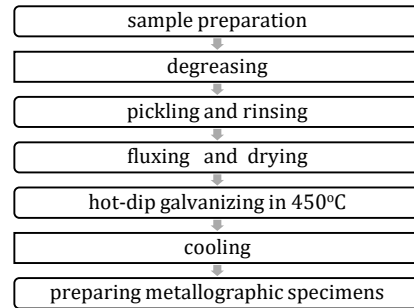 sample preparation
degreasing
pickling and rinsing
fluxing and drying
hot-dip galvanizing in 450°C
cooling
preparing metallographic specimens